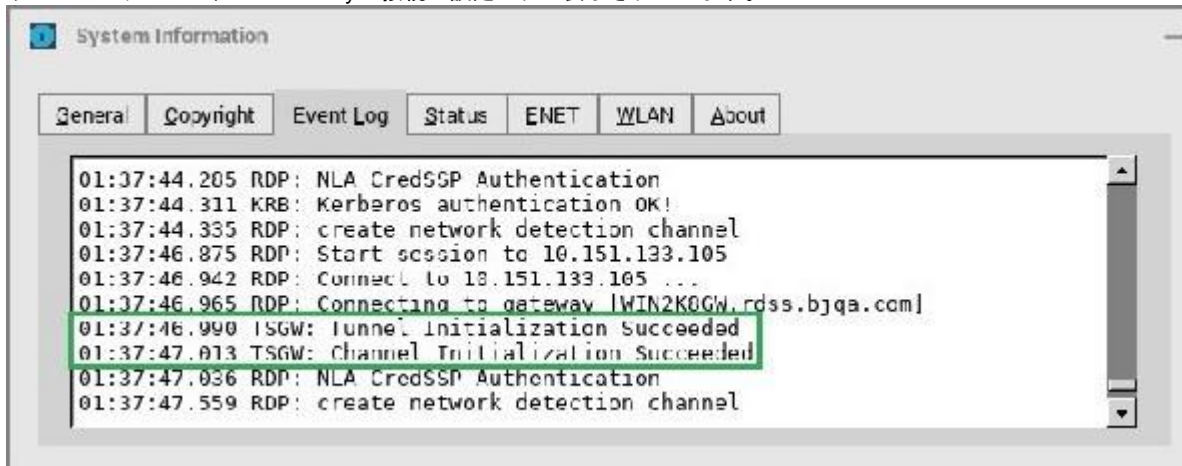 System Information
General Copyright Event Log Status ENET WLAN About
01:37:44.285 RDP: NLA CredSSP Authentication
01:37:44.311 KRB: Kerberos authentication OK!
01:37:44.335 RDP: create network detection channel
01:37:46.875 RDP: Start session to 10.151.133.105
01:37:46.942 RDP: Connect to 10.151.133.105 ...
01:37:46.965 RDP: Connecting to gateway [WIN2K8GW.rdss.bjqa.com]
01:37:46.990 TSGW: Tunnel Initialization Succeeded
01:37:47.013 TSGW: Channel Initialization Succeeded
01:37:47.036 RDP: NLA CredSSP Authentication
01:37:47.559 RDP: create network detection channel